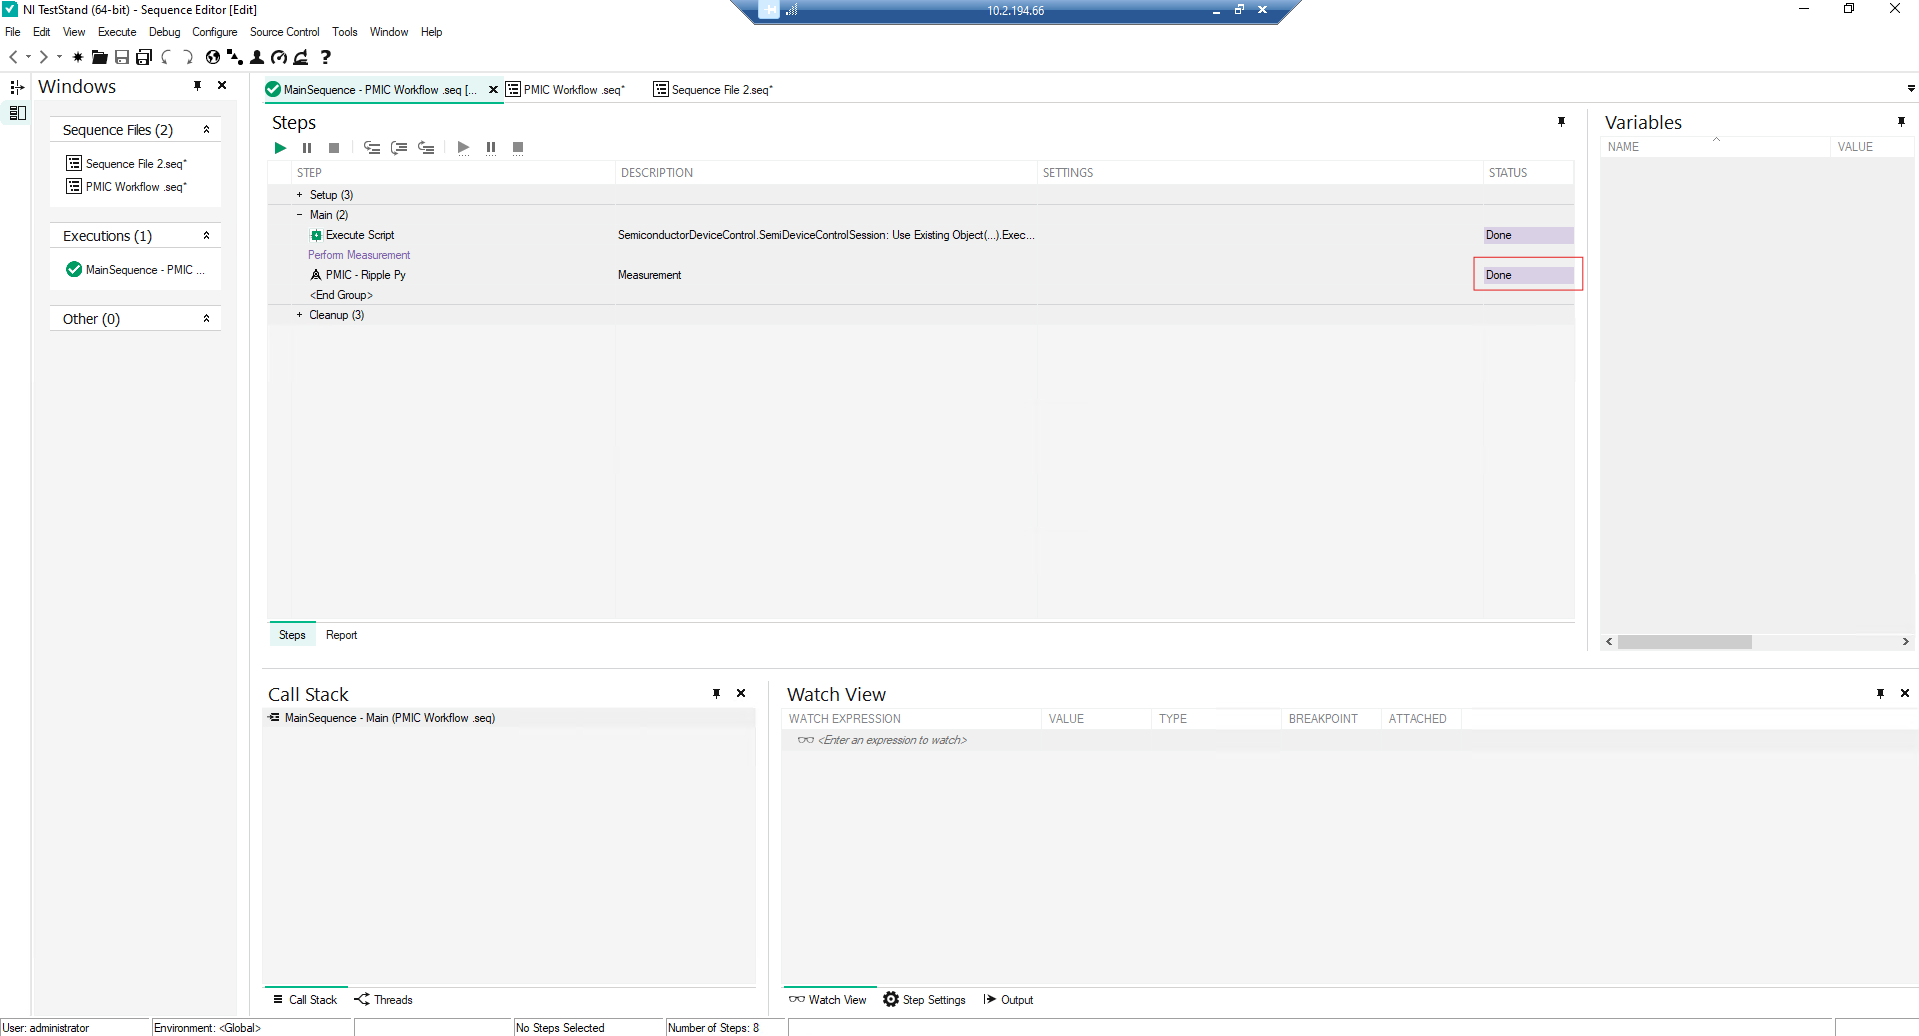 NI TestStand (64-bit) - Sequence Editor [Edit]
10.2.194.66
File Edit View Execute Debug Configure Source Control Tools Window Help
Windows
MainSequence - PMIC Workflow .seq [...
PMIC Workflow .seq*
Sequence File 2.seq*
Sequence Files (2)
Sequence File 2.seq*
PMIC Workflow .seq*
Executions (1)
MainSequence - PMIC ...
Other (0)
Steps
STEP DESCRIPTION SETTINGS STATUS
+ Setup (3)
- Main (2)
Execute Script SemiconductorDeviceControl.SemiDeviceControlSession: Use Existing Object(...).Exec... Done
Perform Measurement
PMIC - Ripple Py Measurement Done
<End Group>
+ Cleanup (3)
Steps Report
Variables
NAME VALUE
Call Stack
MainSequence - Main (PMIC Workflow .seq)
Call Stack Threads
Watch View
WATCH EXPRESSION VALUE TYPE BREAKPOINT ATTACHED
<Enter an expression to watch>
Watch View Step Settings Output
User: administrator Environment: <Global> No Steps Selected Number of Steps: 8